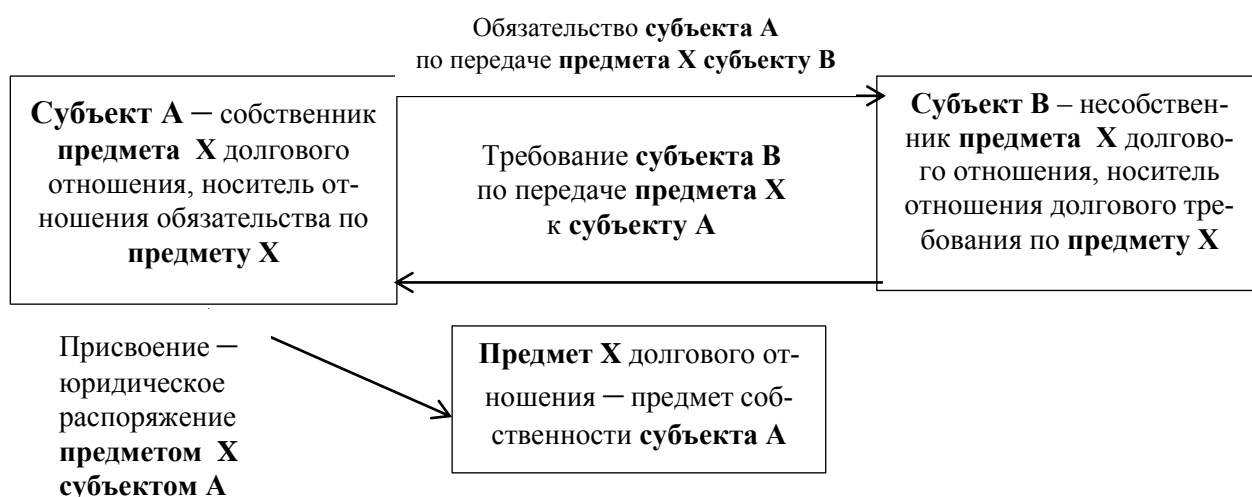 Обязательство субъекта А
по передаче предмета Х субъекту В
Субъект А — собственник
предмета Х долгового
отношения, носитель от-
ношения обязательства по
предмету Х
Требование субъекта В
по передаче предмета Х
к субъекту А
Субъект В – несобствен-
ник предмета Х долгово-
го отношения, носитель
отношения долгового тре-
бования по предмету Х
Присвоение —
юридическое
распоряжение
предметом Х
субъектом А
Предмет Х долгового от-
ношения — предмет соб-
ственности субъекта А